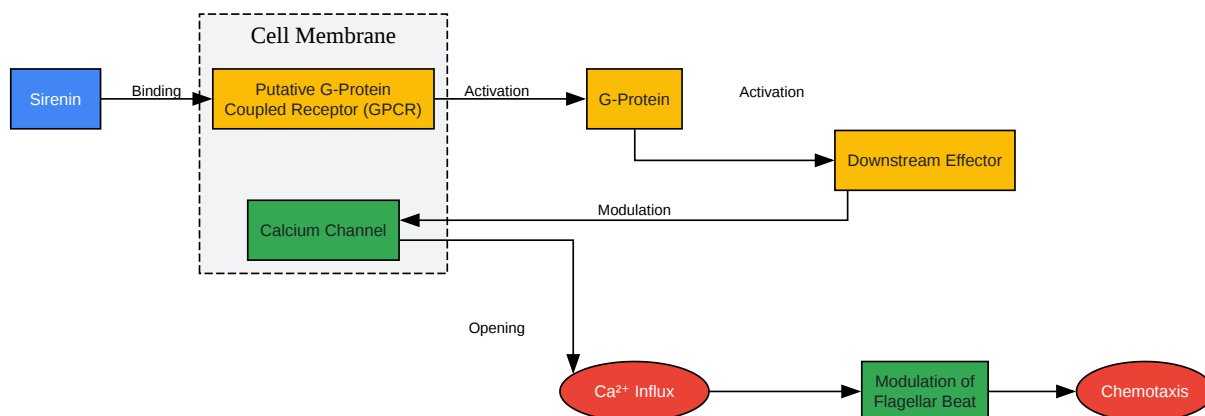 Cell Membrane
Sirenin
Binding
Putative G-Protein
Coupled Receptor (GPCR)
Activation
G-Protein
Activation
Downstream Effector
Modulation
Calcium Channel
Opening
Ca²⁺ Influx
Modulation of
Flagellar Beat
Chemotaxis